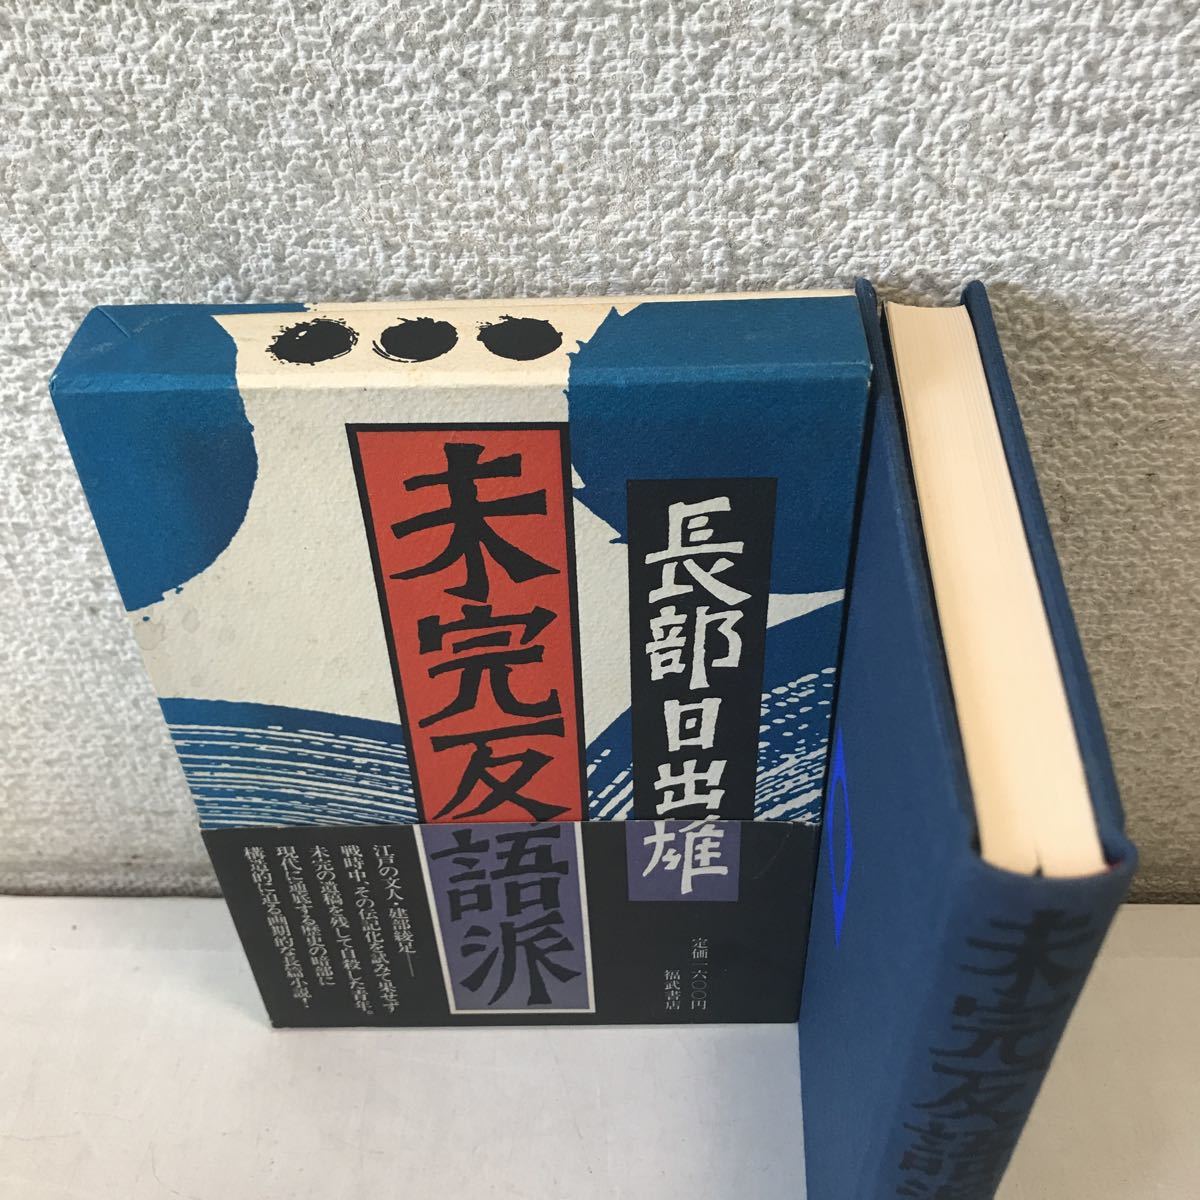 長部日出雄
未完反語派
定価一六〇〇円
福武書店
江戸の文人・建部綾足——
戦時中、その伝記化を試みて果せず
未完の遺稿を残して自殺した青年。
現代に通底する歴史の暗部に
構造的に迫る画期的な長篇小説！
未完反語派